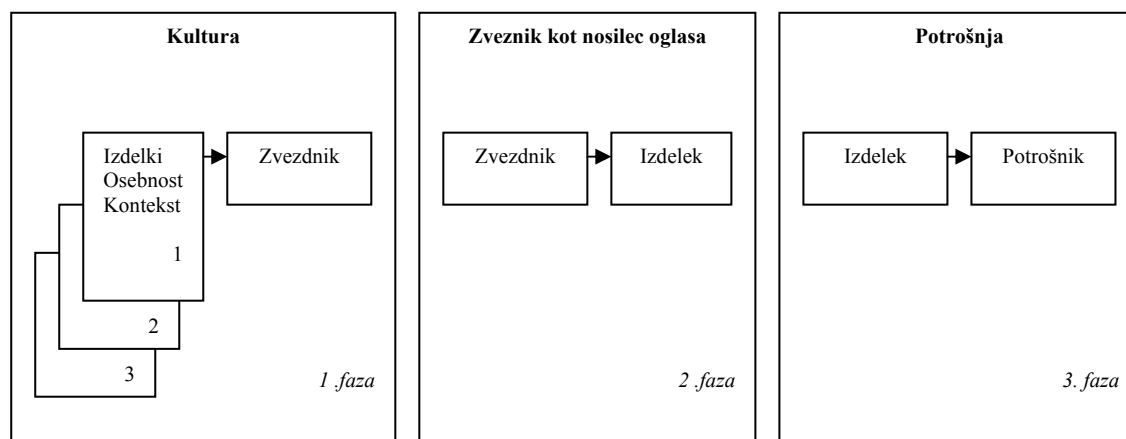 Kultura
Izdelki
Osebnost
Kontekst
1
2
3
Zvezdnik
1 .faza
Zveznik kot nosilec oglasa
Zvezdnik
Izdelek
2 .faza
Potrošnja
Izdelek
Potrošnik
3. faza